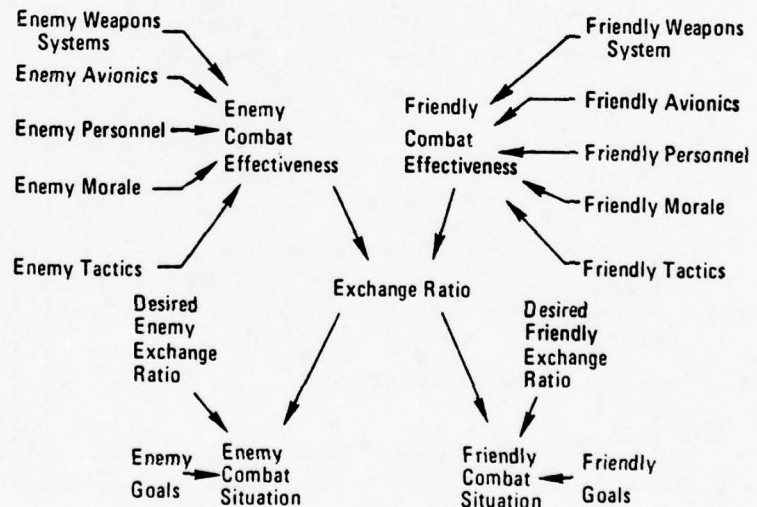 Enemy Weapons
Systems
Enemy Avionics
Enemy Personnel
Enemy Morale
Enemy Tactics
Enemy
Combat
Effectiveness
Friendly
Combat
Effectiveness
Friendly Weapons
System
Friendly Avionics
Friendly Personnel
Friendly Morale
Friendly Tactics
Exchange Ratio
Desired
Enemy
Exchange
Ratio
Desired
Friendly
Exchange
Ratio
Enemy
Goals
Enemy
Combat
Situation
Friendly
Combat
Situation
Friendly
Goals